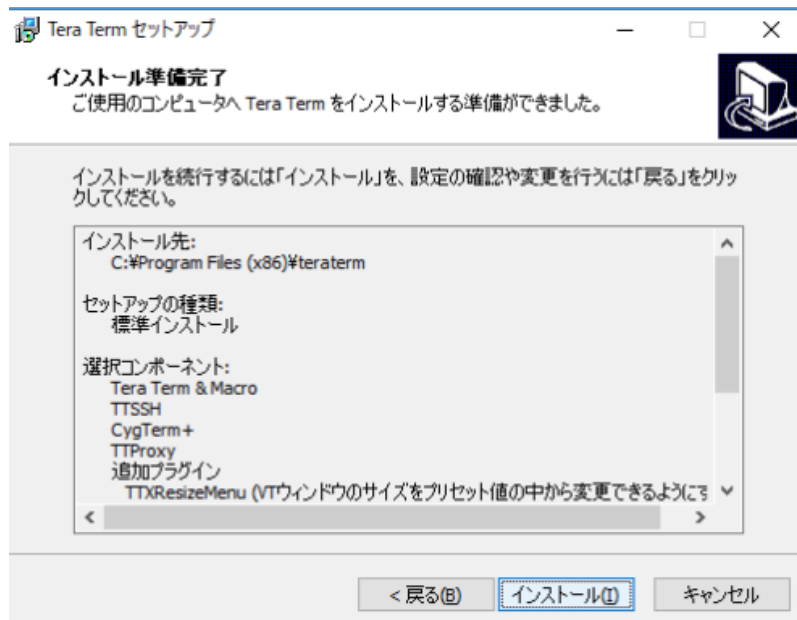 Tera Term セットアップ
インストール準備完了
ご使用のコンピュータへ Tera Term をインストールする準備ができました。
インストールを続行するには「インストール」を、設定の確認や変更を行うには「戻る」をクリッ
クしてください。
インストール先:
C:¥Program Files (x86)¥teraterm
セットアップの種類:
標準インストール
選択コンポーネント:
Tera Term & Macro
TTSSH
CygTerm+
TTProxy
追加プラグイン
TTXResizeMenu (VTウィンドウのサイズをプリセット値の中から変更できるようにす
< 戻る(B)
インストール(I)
キャンセル